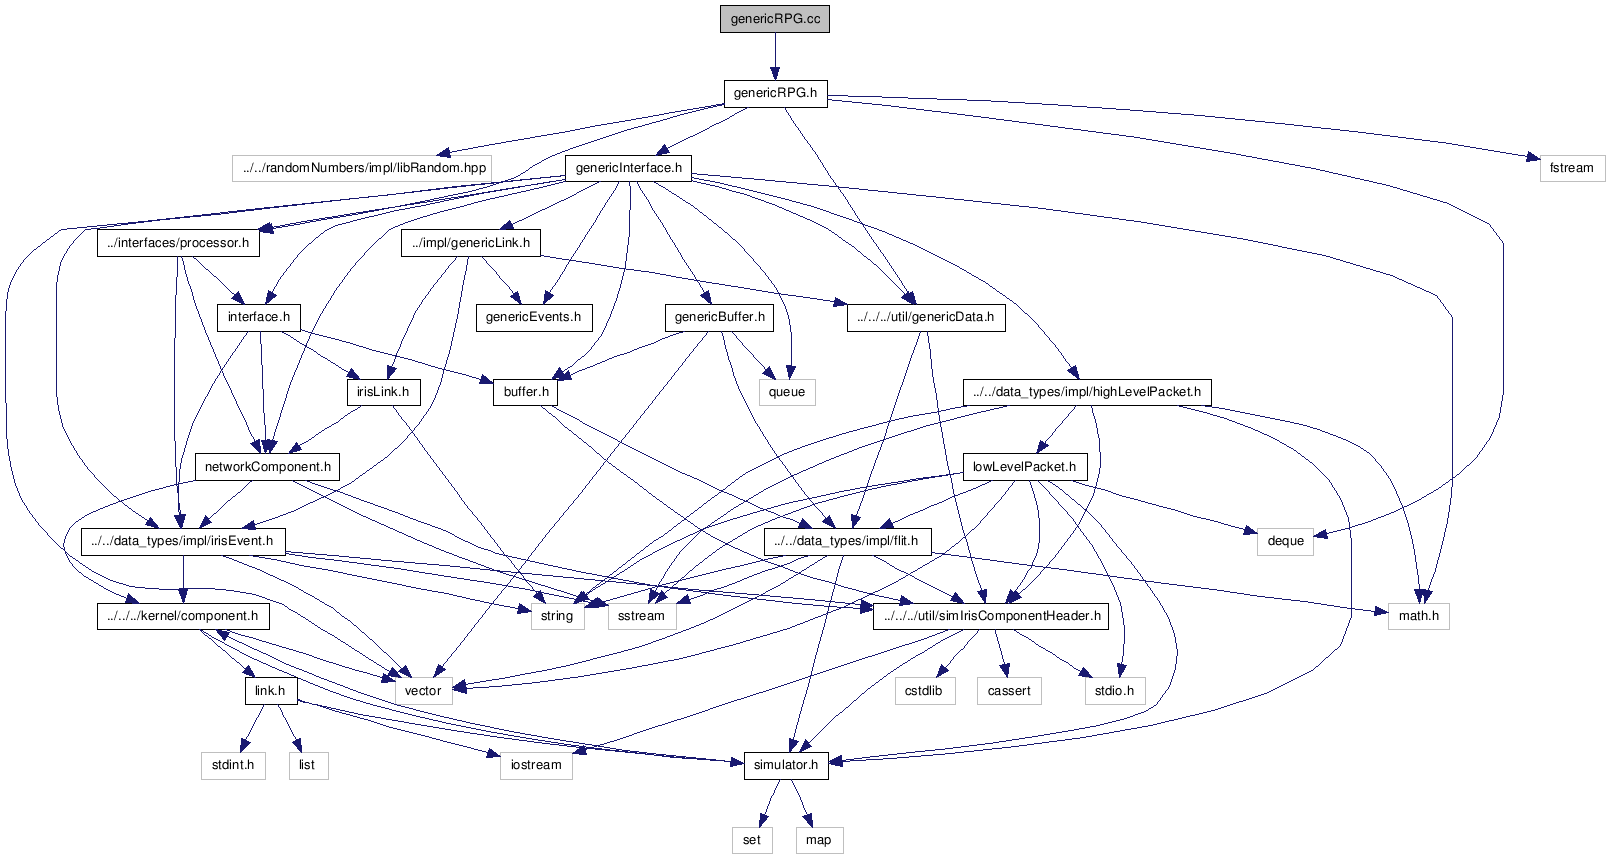 genericRPG.cc
genericRPG.h
../../randomNumbers/impl/libRandom.hpp
genericInterface.h
fstream
../interfaces/processor.h
../impl/genericLink.h
interface.h
genericEvents.h
genericBuffer.h
../../../util/genericData.h
irisLink.h
buffer.h
queue
../../data_types/impl/highLevelPacket.h
networkComponent.h
lowLevelPacket.h
../../data_types/impl/irisEvent.h
../../data_types/impl/flit.h
deque
../../../kernel/component.h
string
sstream
../../../util/simIrisComponentHeader.h
math.h
link.h
vector
cstdlib
cassert
stdio.h
stdint.h
list
iostream
simulator.h
set
map